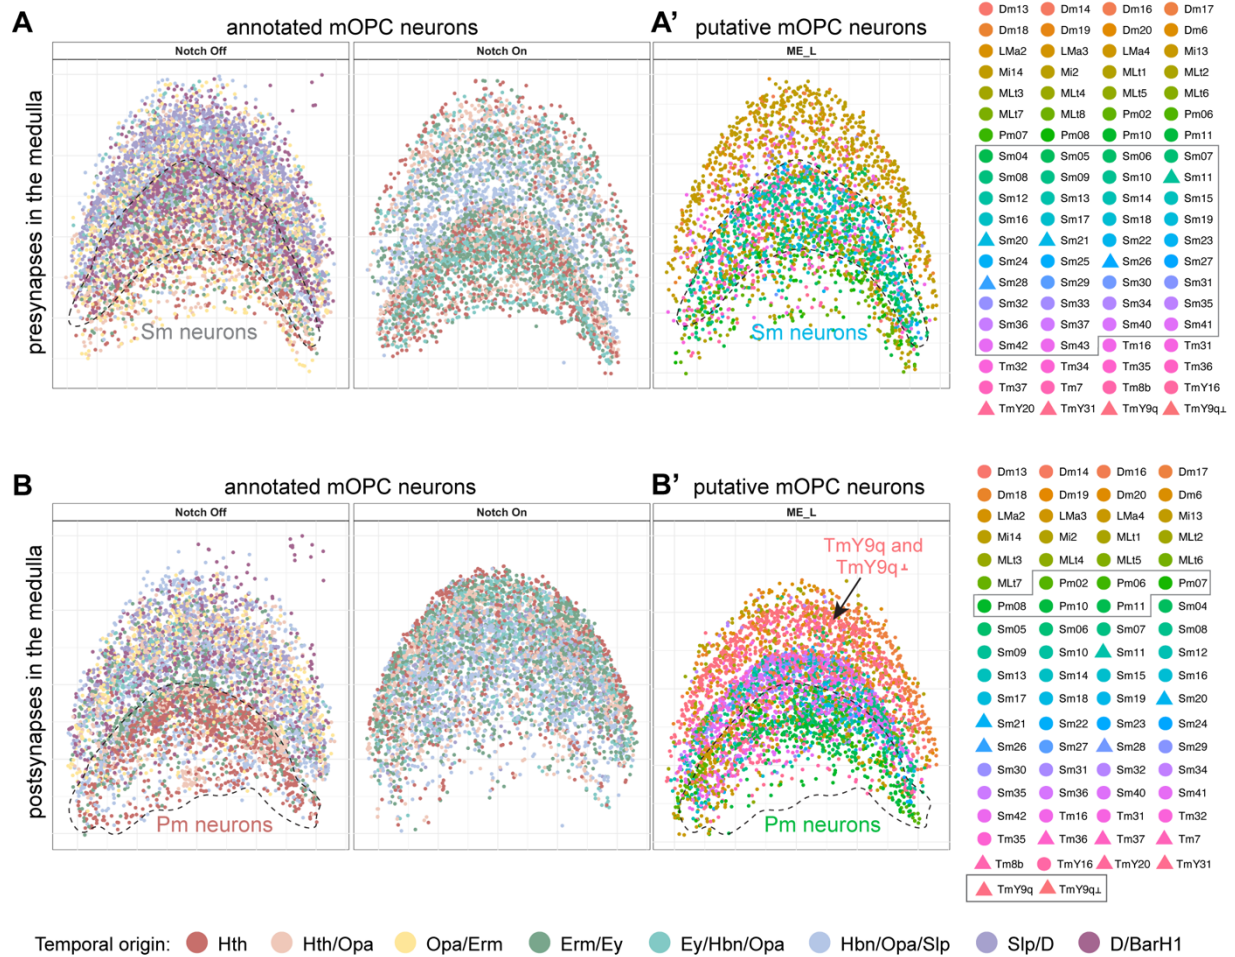 A
annotated mOPC neurons
A’
putative mOPC neurons
Notch Off
Notch On
ME_L
presynapses in the medulla
Sm neurons
Sm neurons
Dm13 Dm14 Dm16 Dm17
Dm18 Dm19 Dm20 Dm6
LMa2 LMa3 LMa4 Mi13
Mi14 Mi2 MLt1 MLt2
MLt3 MLt4 MLt5 MLt6
MLt7 MLt8 Pm02 Pm06
Pm07 Pm08 Pm10 Pm11
Sm04 Sm05 Sm06 Sm07
Sm08 Sm09 Sm10 Sm11
Sm12 Sm13 Sm14 Sm15
Sm16 Sm17 Sm18 Sm19
Sm20 Sm21 Sm22 Sm23
Sm24 Sm25 Sm26 Sm27
Sm28 Sm29 Sm30 Sm31
Sm32 Sm33 Sm34 Sm35
Sm36 Sm37 Sm40 Sm41
Sm42 Sm43 Tm16 Tm31
Tm32 Tm34 Tm35 Tm36
Tm37 Tm7 Tm8b TmY16
TmY20 TmY31 TmY9q TmY9q⊥
B
annotated mOPC neurons
B’
putative mOPC neurons
Notch Off
Notch On
ME_L
postsynapses in the medulla
TmY9q and
TmY9q⊥
Pm neurons
Pm neurons
Dm13 Dm14 Dm16 Dm17
Dm18 Dm19 Dm20 Dm6
LMa2 LMa3 LMa4 Mi13
Mi14 Mi2 MLt1 MLt2
MLt3 MLt4 MLt5 MLt6
MLt7 Pm02 Pm06 Pm07
Pm08 Pm10 Pm11 Sm04
Sm05 Sm06 Sm07 Sm08
Sm09 Sm10 Sm11 Sm12
Sm13 Sm14 Sm15 Sm16
Sm17 Sm18 Sm19 Sm20
Sm21 Sm22 Sm23 Sm24
Sm26 Sm27 Sm28 Sm29
Sm30 Sm31 Sm32 Sm34
Sm35 Sm36 Sm40 Sm41
Sm42 Tm16 Tm31 Tm32
Tm35 Tm36 Tm37 Tm7
Tm8b TmY16 TmY20 TmY31
TmY9q TmY9q⊥
Temporal origin: Hth Hth/Opa Opa/Erm Erm/Ey Ey/Hbn/Opa Hbn/Opa/Slp Slp/D D/BarH1